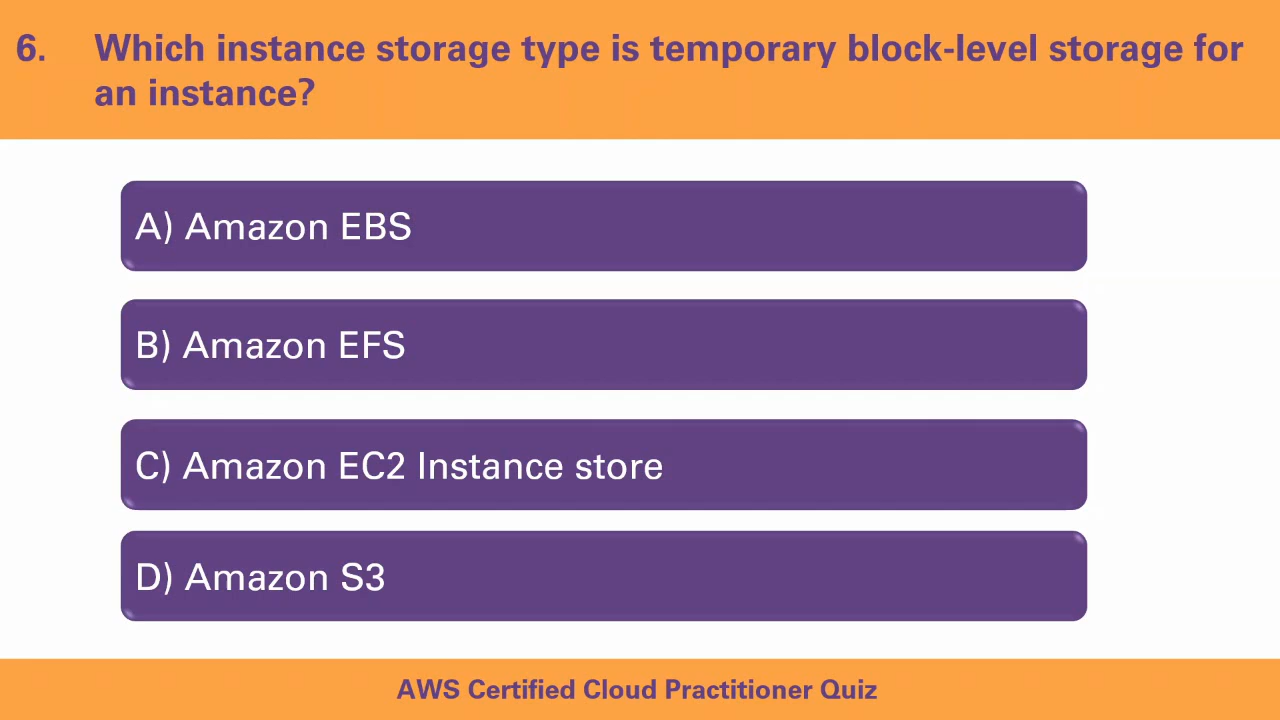 6. Which instance storage type is temporary block-level storage for
an instance?
A) Amazon EBS
B) Amazon EFS
C) Amazon EC2 Instance store
D) Amazon S3
AWS Certified Cloud Practitioner Quiz